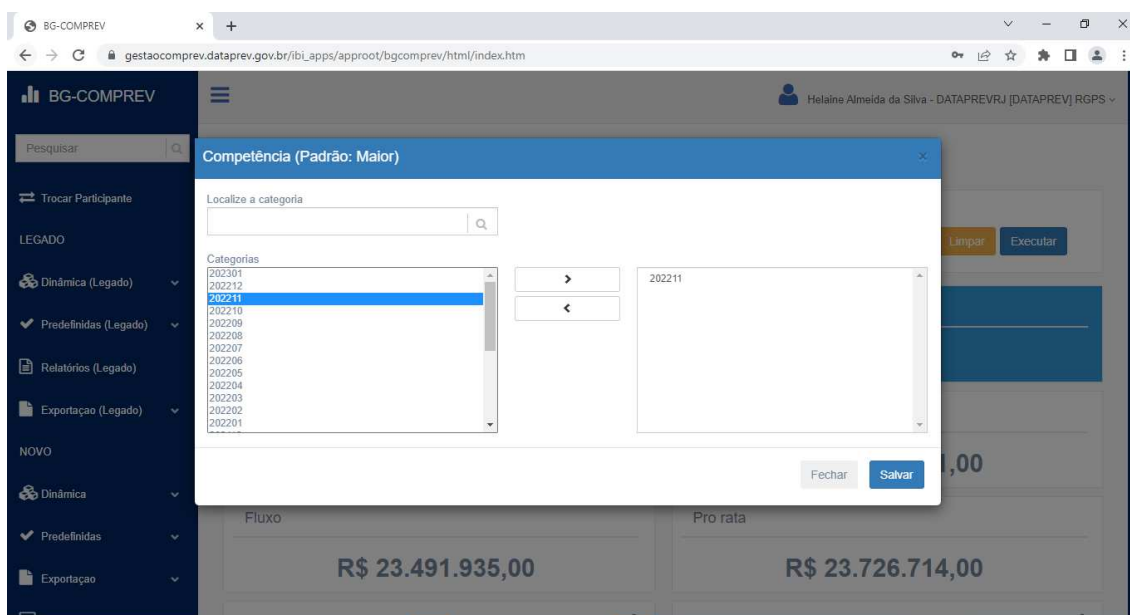 BG-COMPREV
gestaocomprev.dataprev.gov.br/ibi_apps/approot/bgcomprev/html/index.htm
BG-COMPREV
Helaine Almeida da Silva - DATAPREVRJ [DATAPREV] RGPS
Pesquisar
Trocar Participante
LEGADO
Dinâmica (Legado)
Predefinidas (Legado)
Relatórios (Legado)
Exportaçao (Legado)
NOVO
Dinâmica
Predefinidas
Exportaçao
Competência (Padrão: Maior)
Localize a categoria
Categorias
202301
202212
202211
202210
202209
202208
202207
202206
202205
202204
202203
202202
202201
>
<
202211
Fechar
Salvar
Limpar
Executar
,00
Fluxo
R$ 23.491.935,00
Pro rata
R$ 23.726.714,00